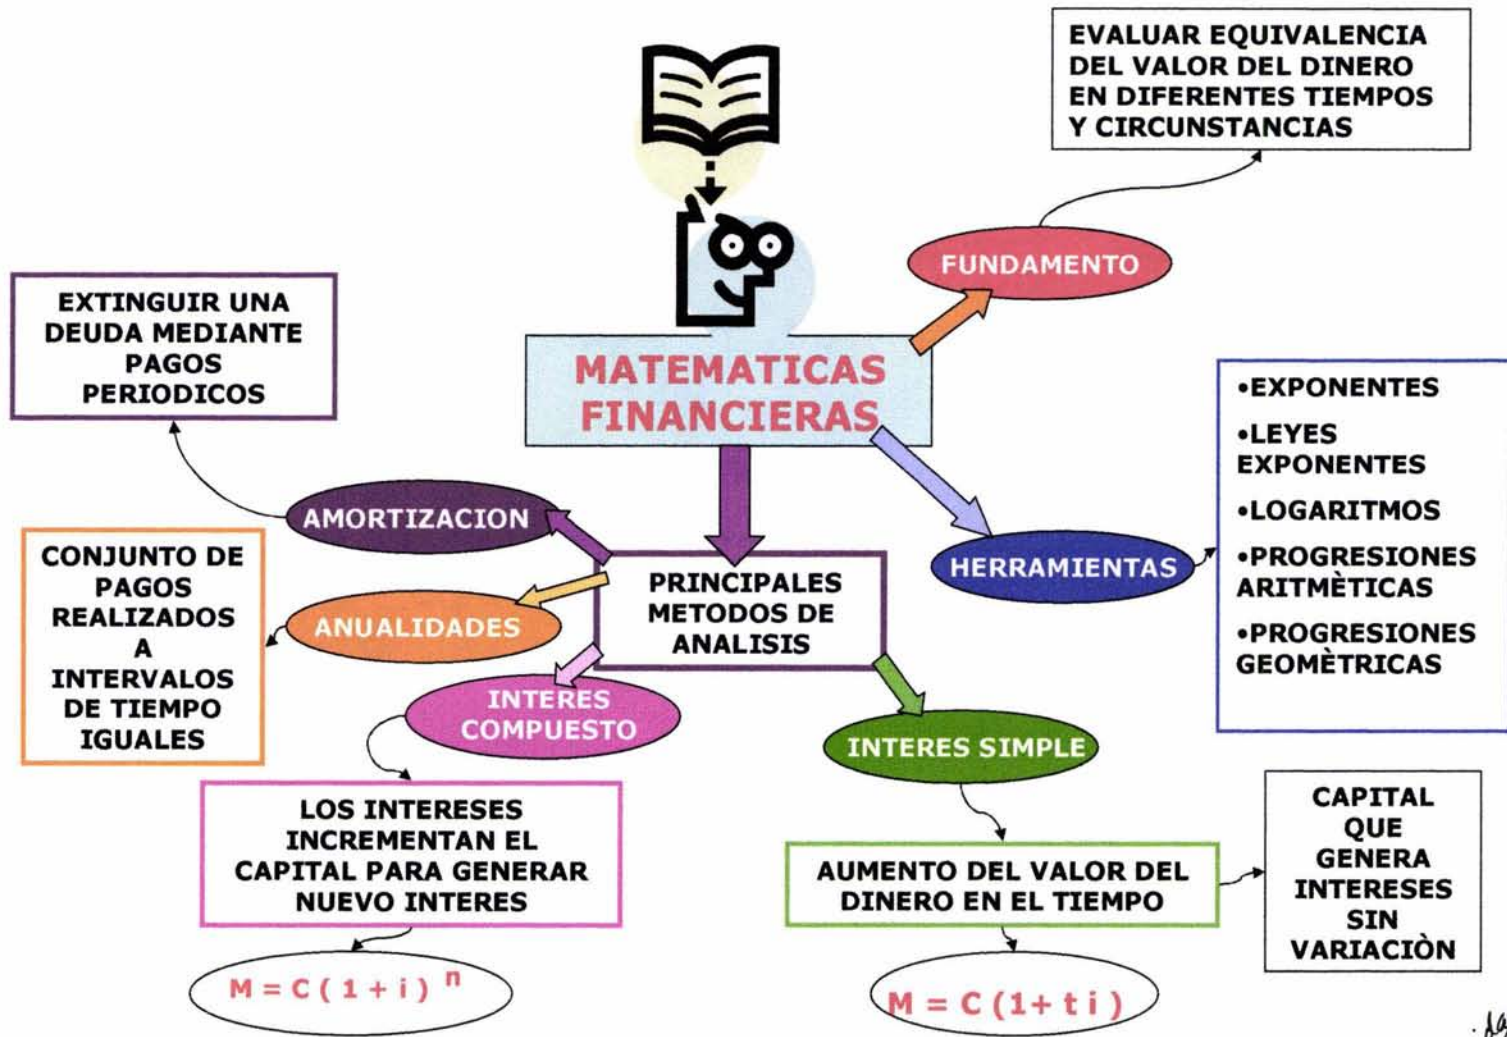 EVALUAR EQUIVALENCIA
DEL VALOR DEL DINERO
EN DIFERENTES TIEMPOS
Y CIRCUNSTANCIAS
FUNDAMENTO
EXTINGUIR UNA
DEUDA MEDIANTE
PAGOS
PERIODICOS
MATEMATICAS
FINANCIERAS
•EXPONENTES
•LEYES
EXPONENTES
•LOGARITMOS
•PROGRESIONES
ARITMÈTICAS
•PROGRESIONES
GEOMÈTRICAS
AMORTIZACION
HERRAMIENTAS
CONJUNTO DE
PAGOS
REALIZADOS
A
INTERVALOS
DE TIEMPO
IGUALES
ANUALIDADES
PRINCIPALES
METODOS DE
ANALISIS
INTERES
COMPUESTO
INTERES SIMPLE
LOS INTERESES
INCREMENTAN EL
CAPITAL PARA GENERAR
NUEVO INTERES
AUMENTO DEL VALOR DEL
DINERO EN EL TIEMPO
CAPITAL
QUE
GENERA
INTERESES
SIN
VARIACIÒN
M = C ( 1 + i ) ⁿ
M = C (1+ t i )